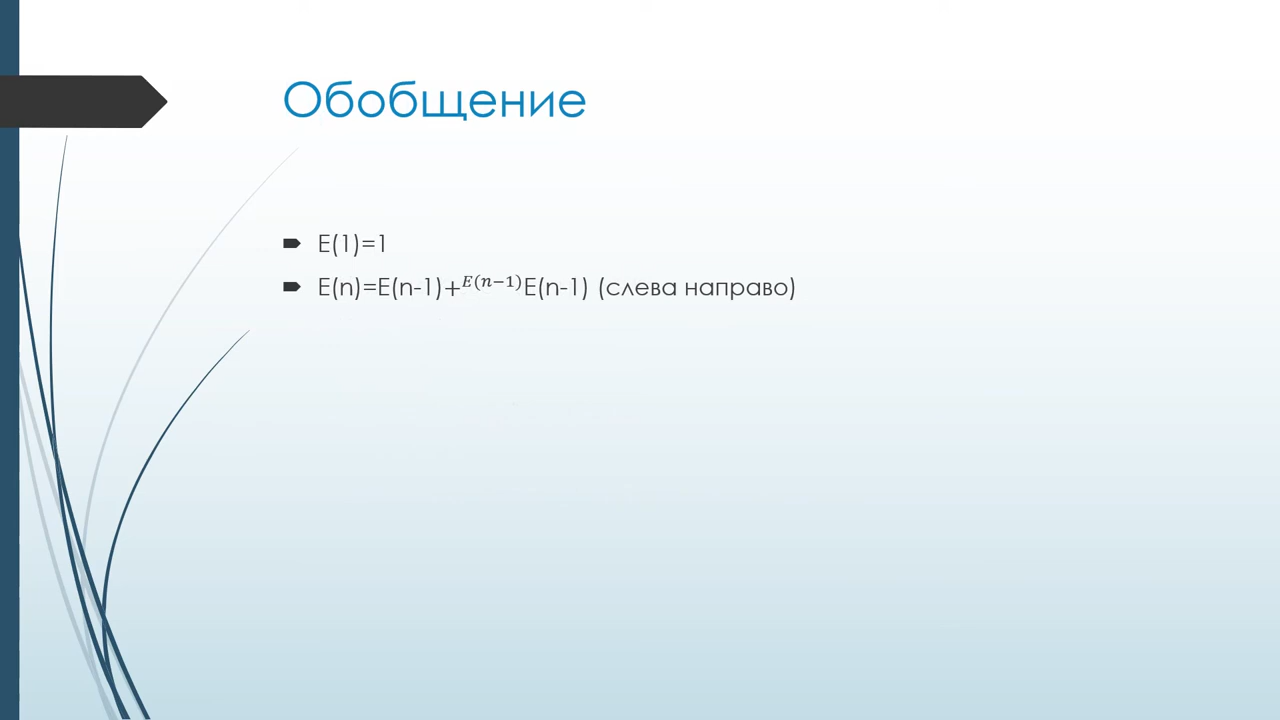 Обобщение
E(1)=1
E(n)=E(n-1)+ᴱ⁽ⁿ⁻¹⁾E(n-1) (слева направо)